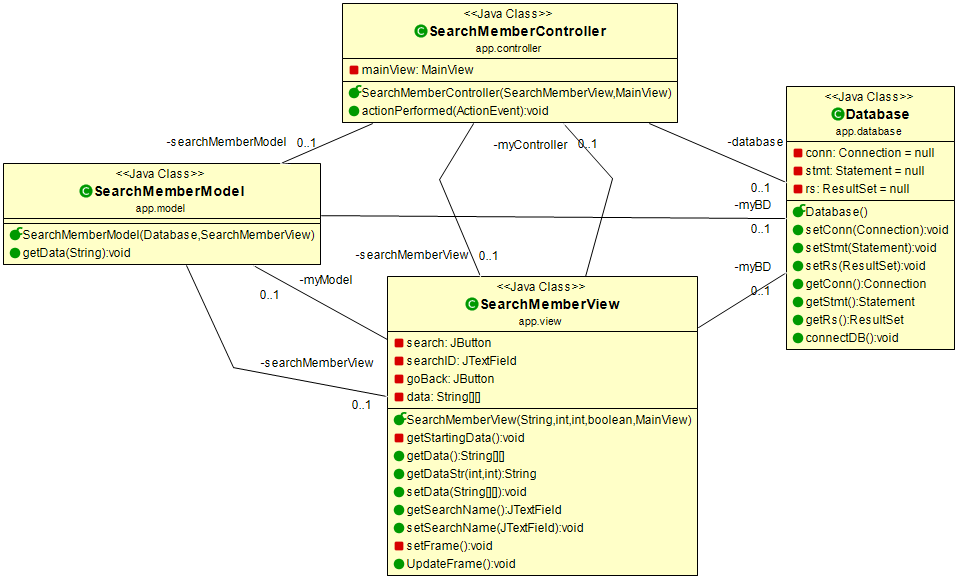 <<Java Class>>
SearchMemberController
app.controller
mainView: MainView
SearchMemberController(SearchMemberView,MainView)
actionPerformed(ActionEvent):void
<<Java Class>>
Database
app.database
conn: Connection = null
stmt: Statement = null
rs: ResultSet = null
Database()
setConn(Connection):void
setStmt(Statement):void
setRs(ResultSet):void
getConn():Connection
getStmt():Statement
getRs():ResultSet
connectDB():void
-searchMemberModel 0..1
-myController 0..1
-database
0..1
<<Java Class>>
SearchMemberModel
app.model
SearchMemberModel(Database,SearchMemberView)
getData(String):void
-myBD
0..1
-searchMemberView 0..1
-myModel
0..1
-myBD
0..1
-searchMemberView
0..1
<<Java Class>>
SearchMemberView
app.view
search: JButton
searchID: JTextField
goBack: JButton
data: String[][]
SearchMemberView(String,int,int,boolean,MainView)
getStartingData():void
getData():String[][]
getDataStr(int,int):String
setData(String[][]):void
getSearchName():JTextField
setSearchName(JTextField):void
setFrame():void
UpdateFrame():void